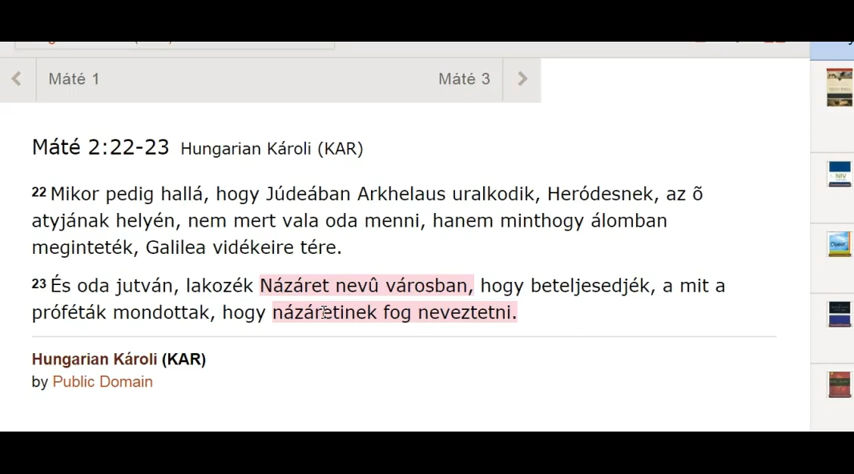 Máté 1
Máté 3
Máté 2:22-23 Hungarian Károli (KAR)
22 Mikor pedig hallá, hogy Júdeában Arkhelaus uralkodik, Heródesnek, az õ
atyjának helyén, nem mert vala oda menni, hanem minthogy álomban
meginteték, Galilea vidékeire tére.
23 És oda jutván, lakozék Názáret nevû városban, hogy beteljesedjék, a mit a
próféták mondottak, hogy názáretinek fog neveztetni.
Hungarian Károli (KAR)
by Public Domain
NIV